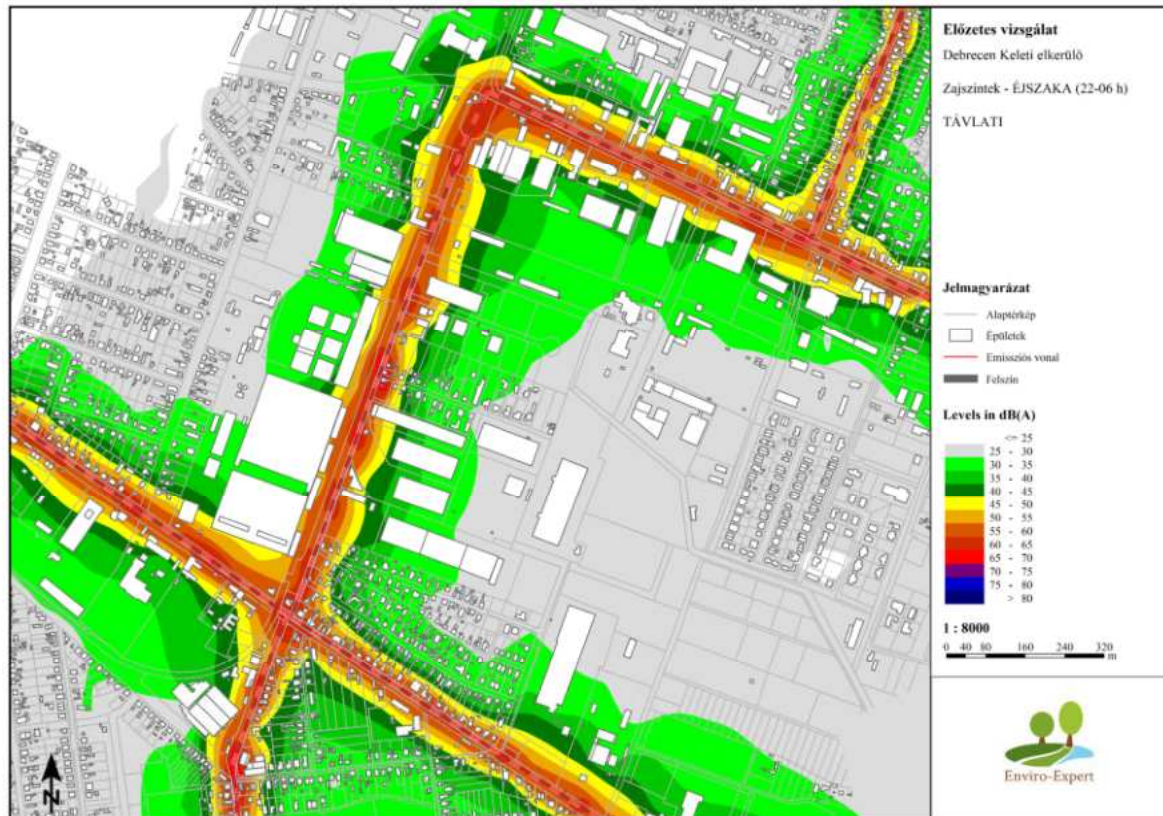 Előzetes vizsgálat
Debrecen Keleti elkerülő
Zajszintek - ÉJSZAKA (22-06 h)
TÁVLATI
Jelmagyarázat
Alaptérkép
Épületek
Emissziós vonal
Felszín
Levels in dB(A)
<= 25
25 - 30
30 - 35
35 - 40
40 - 45
45 - 50
50 - 55
55 - 60
60 - 65
65 - 70
70 - 75
75 - 80
> 80
1 : 8000
0 40 80 160 240 320
m
Enviro-Expert
N